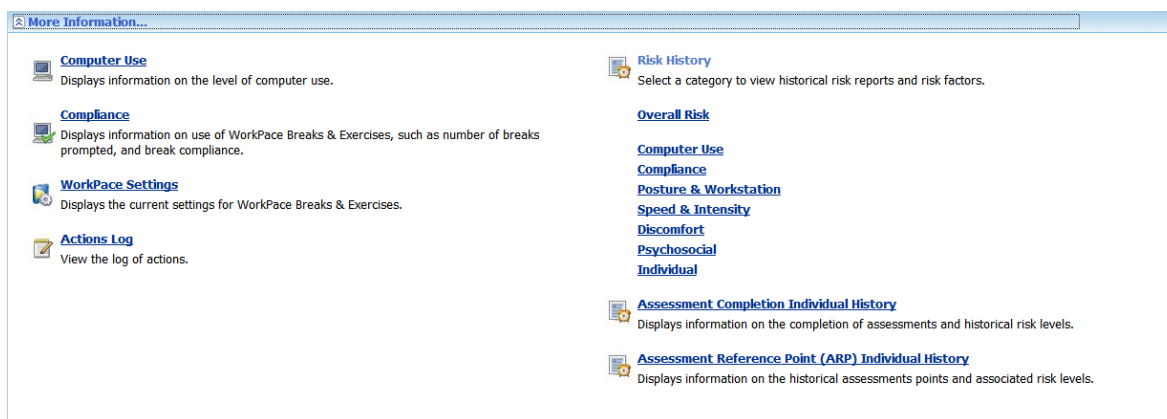 More Information...
Computer Use
Displays information on the level of computer use.
Compliance
Displays information on use of WorkPace Breaks & Exercises, such as number of breaks
prompted, and break compliance.
WorkPace Settings
Displays the current settings for WorkPace Breaks & Exercises.
Actions Log
View the log of actions.
Risk History
Select a category to view historical risk reports and risk factors.
Overall Risk
Computer Use
Compliance
Posture & Workstation
Speed & Intensity
Discomfort
Psychosocial
Individual
Assessment Completion Individual History
Displays information on the completion of assessments and historical risk levels.
Assessment Reference Point (ARP) Individual History
Displays information on the historical assessments points and associated risk levels.